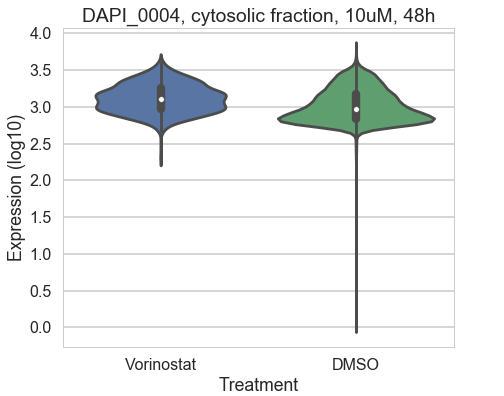 DAPI_0004, cytosolic fraction, 10uM, 48h
Expression (log10)
4.0
3.5
3.0
2.5
2.0
1.5
1.0
0.5
0.0
Vorinostat DMSO
Treatment